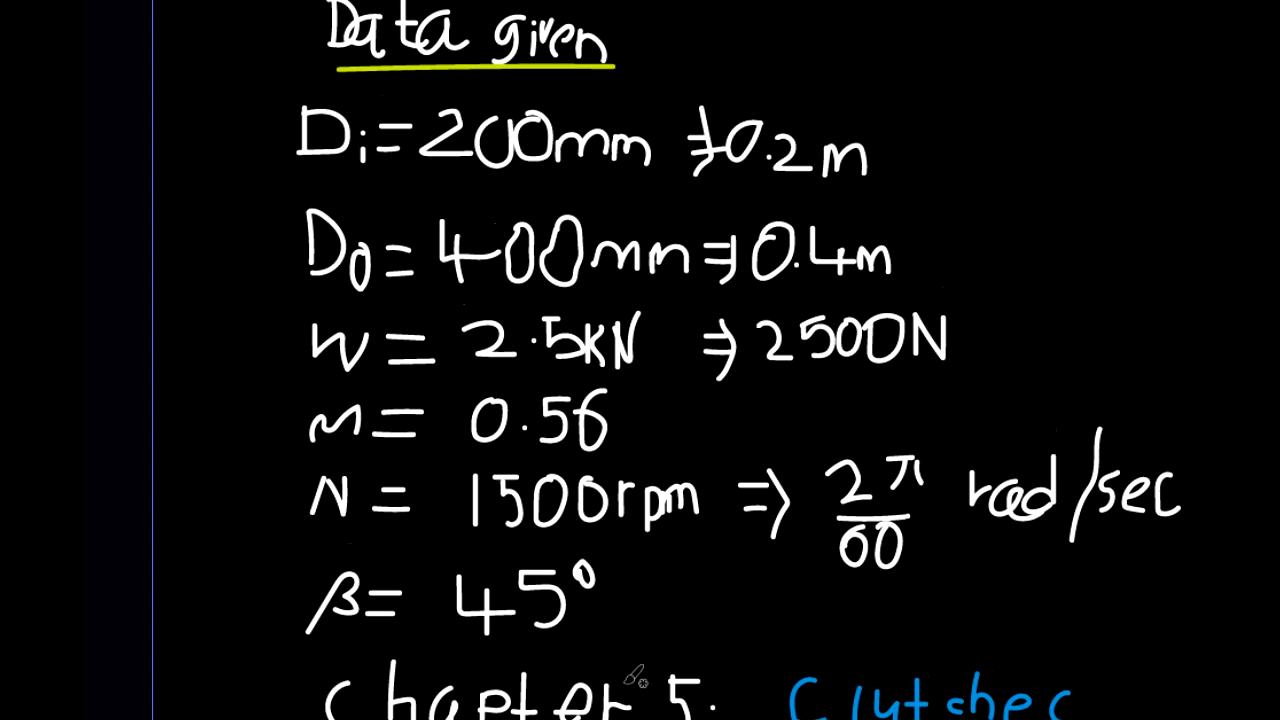 Data given
Di = 200mm ⇒ 0.2m
D0 = 400mm ⇒ 0.4m
W = 2.5KN ⇒ 2500N
M = 0.56
N = 1500rpm ⇒ 2π/60 rad/sec
β = 45°
Chapter 5: Clutches